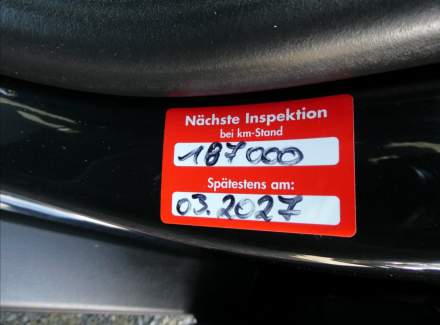 Nächste Inspektion
bei km-Stand
187000
Spätestens am:
03.2027